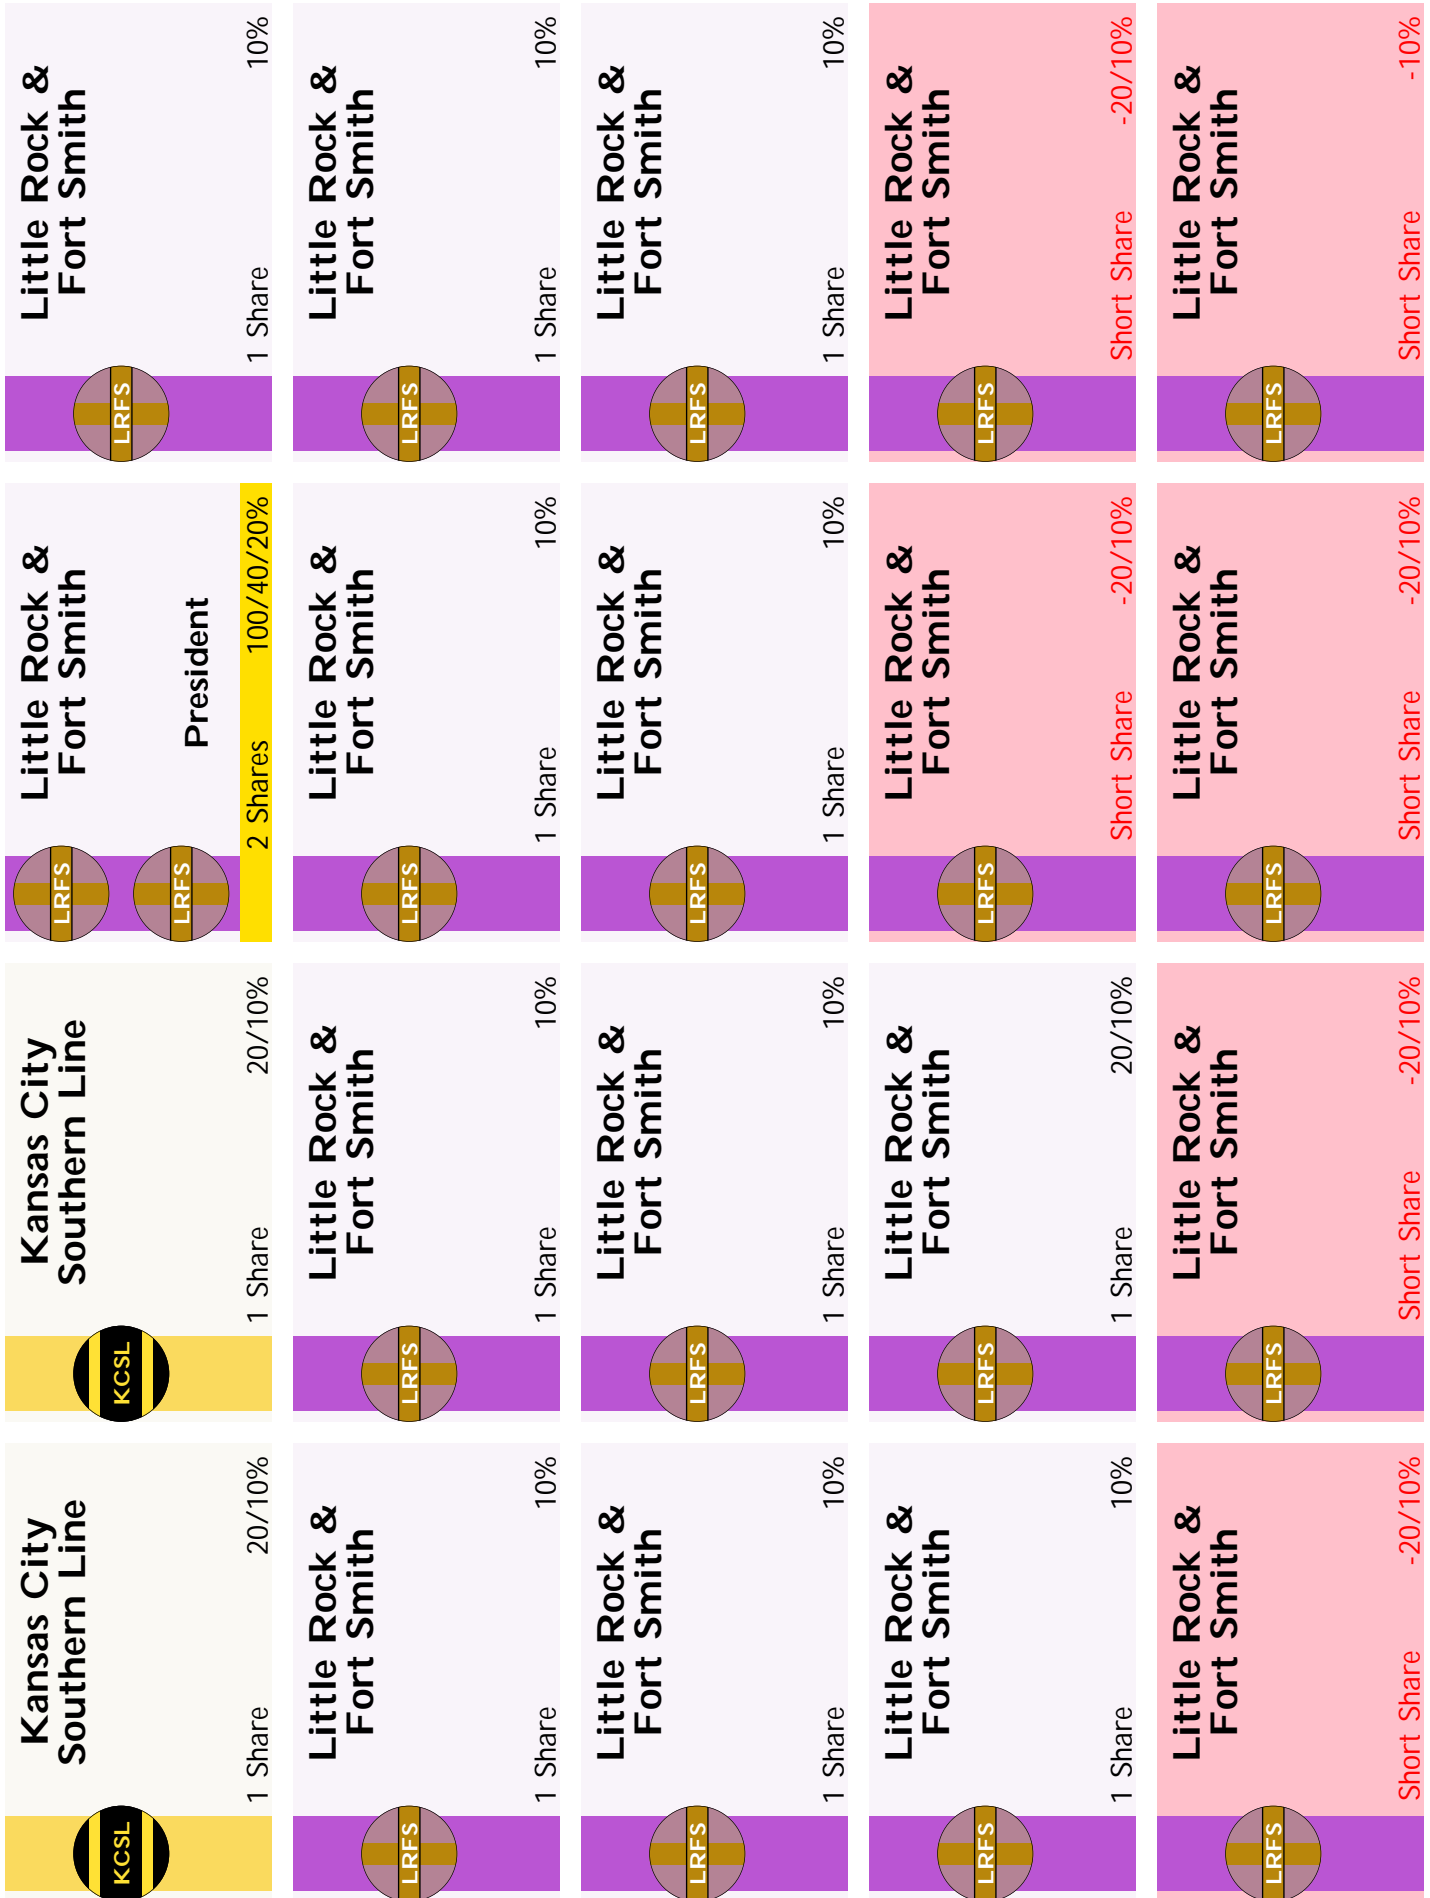 Kansas City
Southern Line
KCSL
1 Share 20/10%
Kansas City
Southern Line
KCSL
1 Share 20/10%
Little Rock &
Fort Smith
LRFS
LRFS
President
2 Shares 100/40/20%
Little Rock &
Fort Smith
LRFS
1 Share 10%
Little Rock &
Fort Smith
LRFS
1 Share 10%
Little Rock &
Fort Smith
LRFS
1 Share 10%
Little Rock &
Fort Smith
LRFS
1 Share 10%
Little Rock &
Fort Smith
LRFS
1 Share 10%
Little Rock &
Fort Smith
LRFS
1 Share 10%
Little Rock &
Fort Smith
LRFS
1 Share 10%
Little Rock &
Fort Smith
LRFS
1 Share 10%
Little Rock &
Fort Smith
LRFS
1 Share 10%
Little Rock &
Fort Smith
LRFS
1 Share 10%
Little Rock &
Fort Smith
LRFS
1 Share 20/10%
Little Rock &
Fort Smith
LRFS
Short Share -20/10%
Little Rock &
Fort Smith
LRFS
Short Share -20/10%
Little Rock &
Fort Smith
LRFS
Short Share -20/10%
Little Rock &
Fort Smith
LRFS
Short Share -20/10%
Little Rock &
Fort Smith
LRFS
Short Share -20/10%
Little Rock &
Fort Smith
LRFS
Short Share -10%